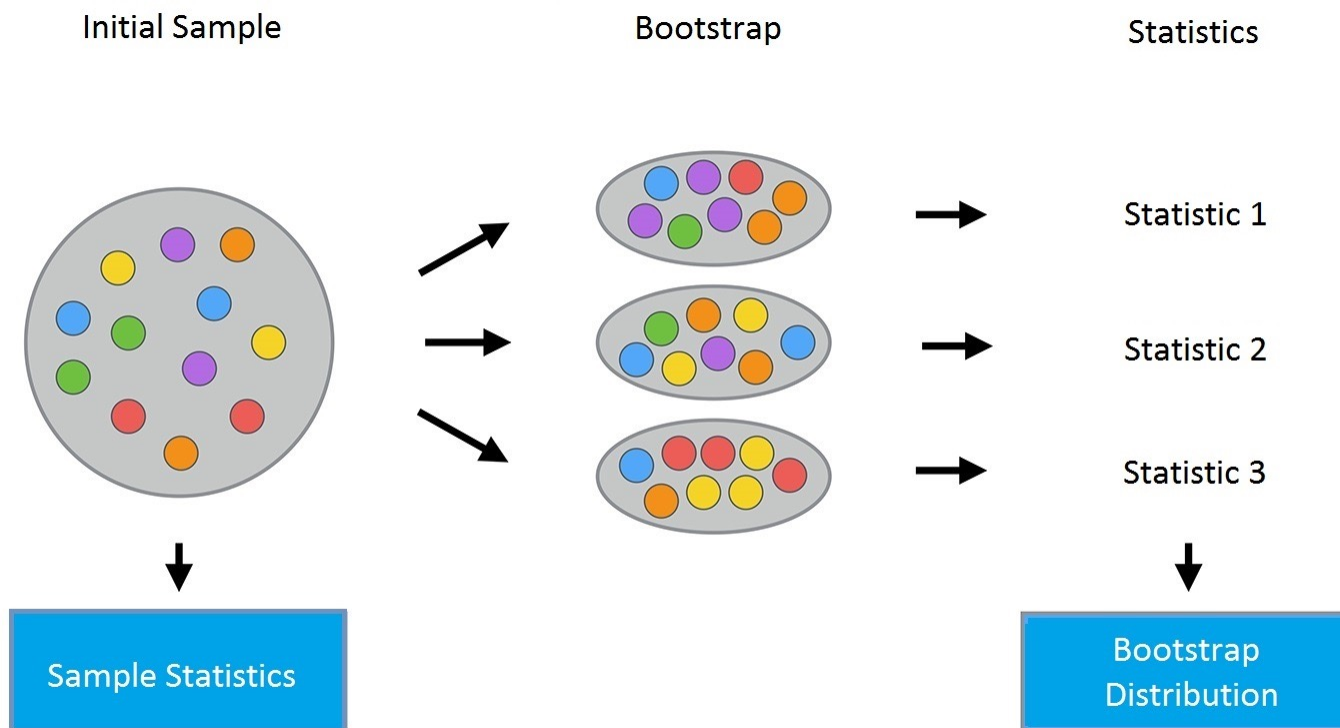 Initial Sample
Bootstrap
Statistics
Statistic 1
Statistic 2
Statistic 3
Sample Statistics
Bootstrap
Distribution